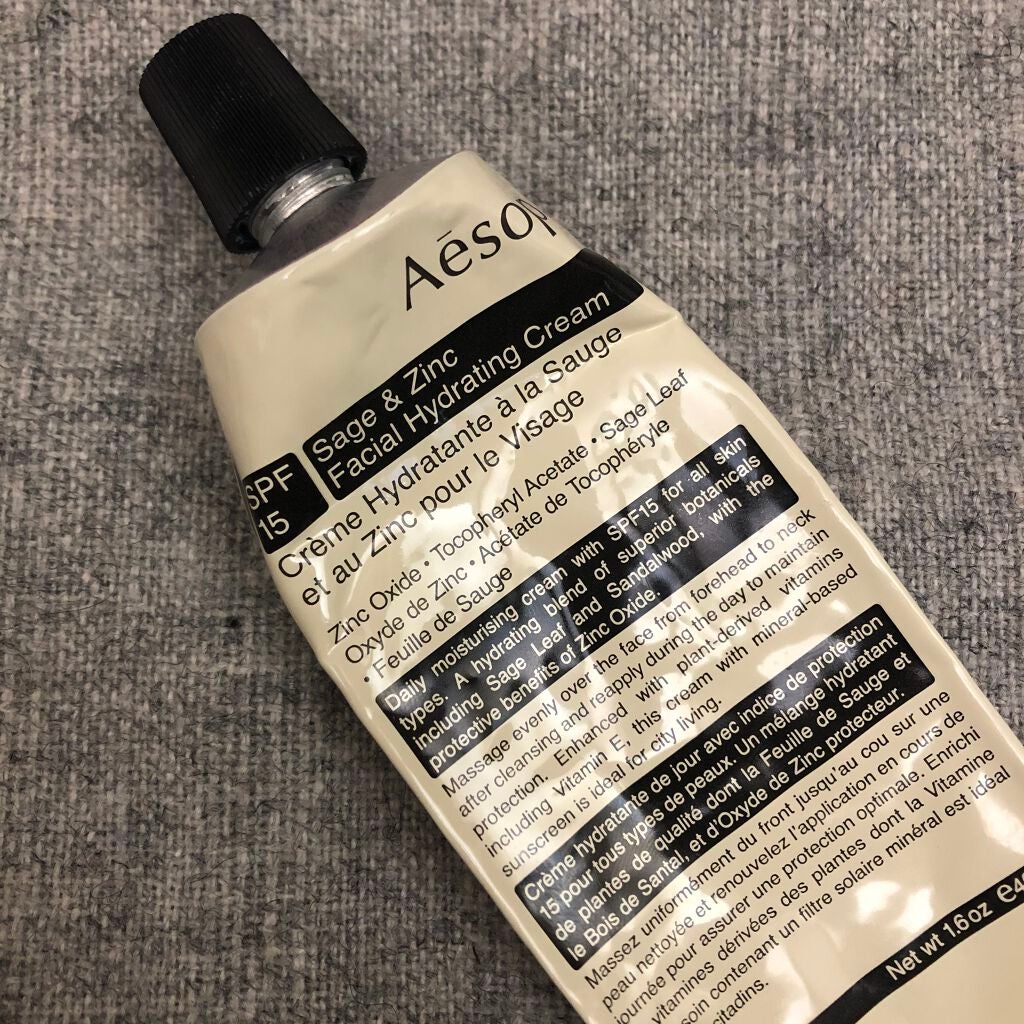 Aēsop
SPF
15
Sage & Zinc
Facial Hydrating Cream
Crème Hydratante à la Sauge
et au Zinc pour le Visage
Zinc Oxide • Tocopheryl Acetate • Sage Leaf
Oxyde de Zinc • Acétate de Tocophéryle
• Feuille de Sauge
Daily moisturising cream with SPF15 for all skin
types. A hydrating blend of superior botanicals
including Sage Leaf and Sandalwood, with the
protective benefits of Zinc Oxide.
Massage evenly over the face from forehead to neck
after cleansing and reapply during the day to maintain
protection. Enhanced with plant-derived vitamins
including Vitamin E, this cream with mineral-based
sunscreen is ideal for city living.
Crème hydratante de jour avec indice de protection
15 pour tous types de peaux. Un mélange hydratant
de plantes de qualité dont la Feuille de Sauge et
le Bois de Santal, et d'Oxyde de Zinc protecteur.
Massez uniformément du front jusqu'au cou sur une
peau nettoyée et renouvelez l'application en cours de
journée pour assurer une protection optimale. Enrichi
vitamines dérivées des plantes dont la Vitamine
soin contenant un filtre solaire minéral est idéal
citadins.
Net wt 1.6oz ℮